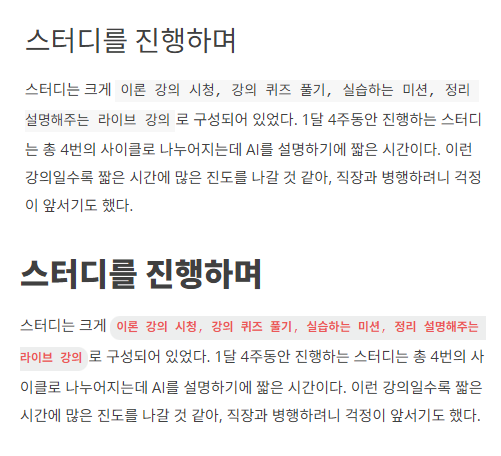 스터디를 진행하며
스터디는 크게 이론 강의 시청, 강의 퀴즈 풀기, 실습하는 미션, 정리
설명해주는 라이브 강의로 구성되어 있었다. 1달 4주동안 진행하는 스터디
는 총 4번의 사이클로 나누어지는데 AI를 설명하기에 짧은 시간이다. 이런
강의일수록 짧은 시간에 많은 진도를 나갈 것 같아, 직장과 병행하려니 걱정
이 앞서기도 했다.
스터디를 진행하며
스터디는 크게 이론 강의 시청, 강의 퀴즈 풀기, 실습하는 미션, 정리 설명해주는
라이브 강의로 구성되어 있었다. 1달 4주동안 진행하는 스터디는 총 4번의 사
이클로 나누어지는데 AI를 설명하기에 짧은 시간이다. 이런 강의일수록 짧은
시간에 많은 진도를 나갈 것 같아, 직장과 병행하려니 걱정이 앞서기도 했다.